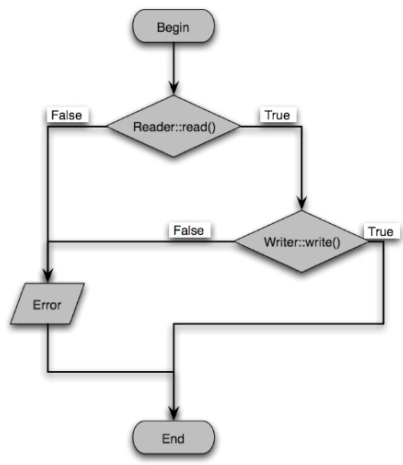 Begin
False
True
Reader::read()
False
True
Writer::write()
Error
End